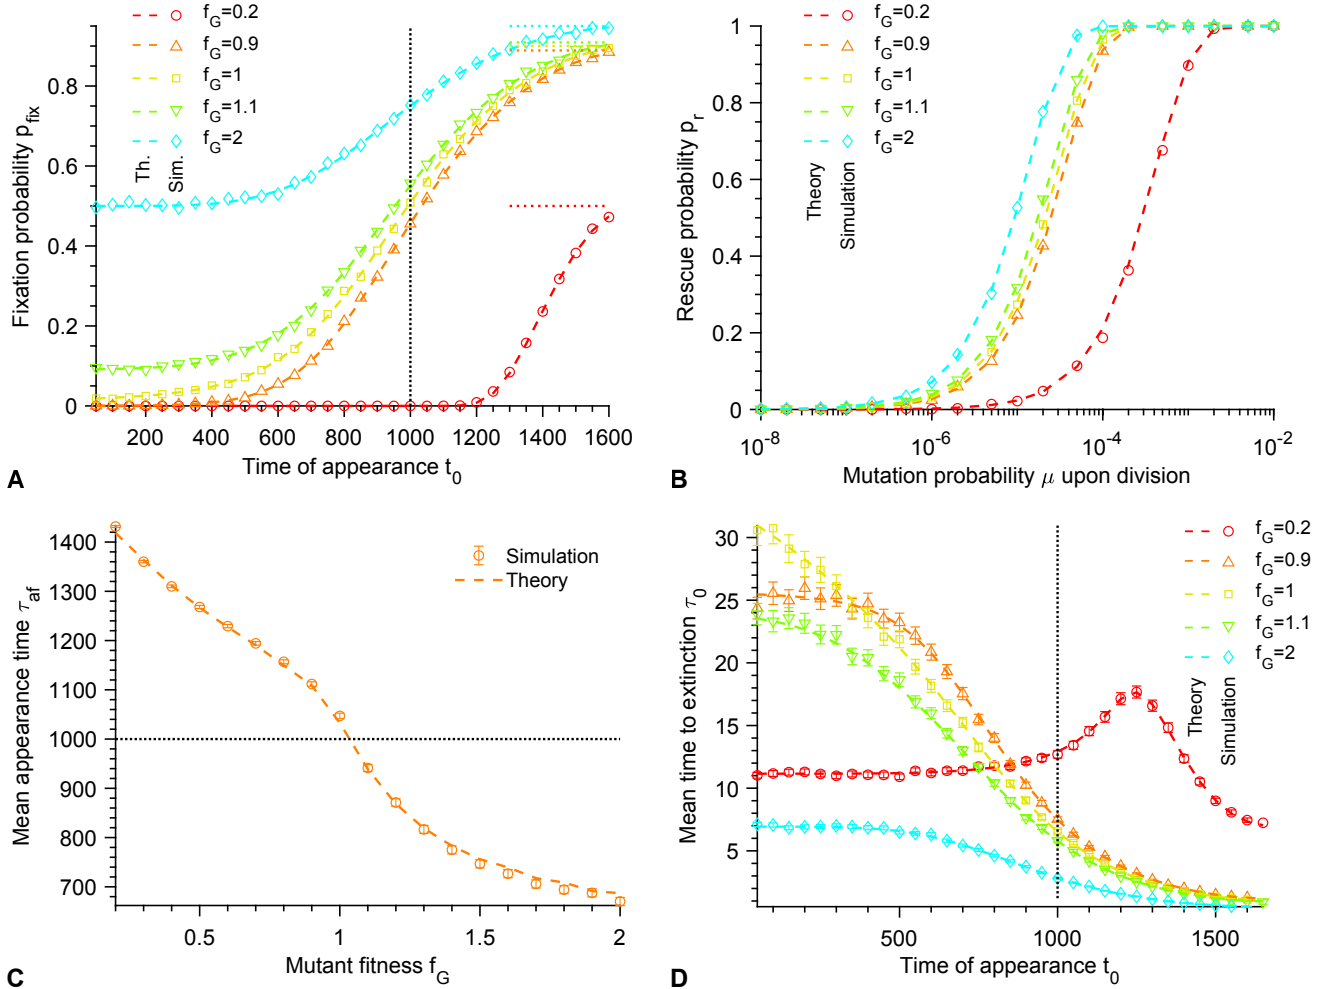 f_G=0.2
f_G=0.9
f_G=1
f_G=1.1
f_G=2
Th.
Sim.
Fixation probability p_fix
0.8
0.6
0.4
0.2
0
200 400 600 800 1000 1200 1400 1600
Time of appearance t_0
A
f_G=0.2
f_G=0.9
f_G=1
f_G=1.1
f_G=2
Theory
Simulation
Rescue probability p_r
1
0.8
0.6
0.4
0.2
0
10^-8 10^-6 10^-4 10^-2
Mutation probability μ upon division
B
Simulation
Theory
Mean appearance time τ_af
1400
1300
1200
1100
1000
900
800
700
0.5 1 1.5 2
Mutant fitness f_G
C
f_G=0.2
f_G=0.9
f_G=1
f_G=1.1
f_G=2
Theory
Simulation
Mean time to extinction τ_0
30
25
20
15
10
5
500 1000 1500
Time of appearance t_0
D